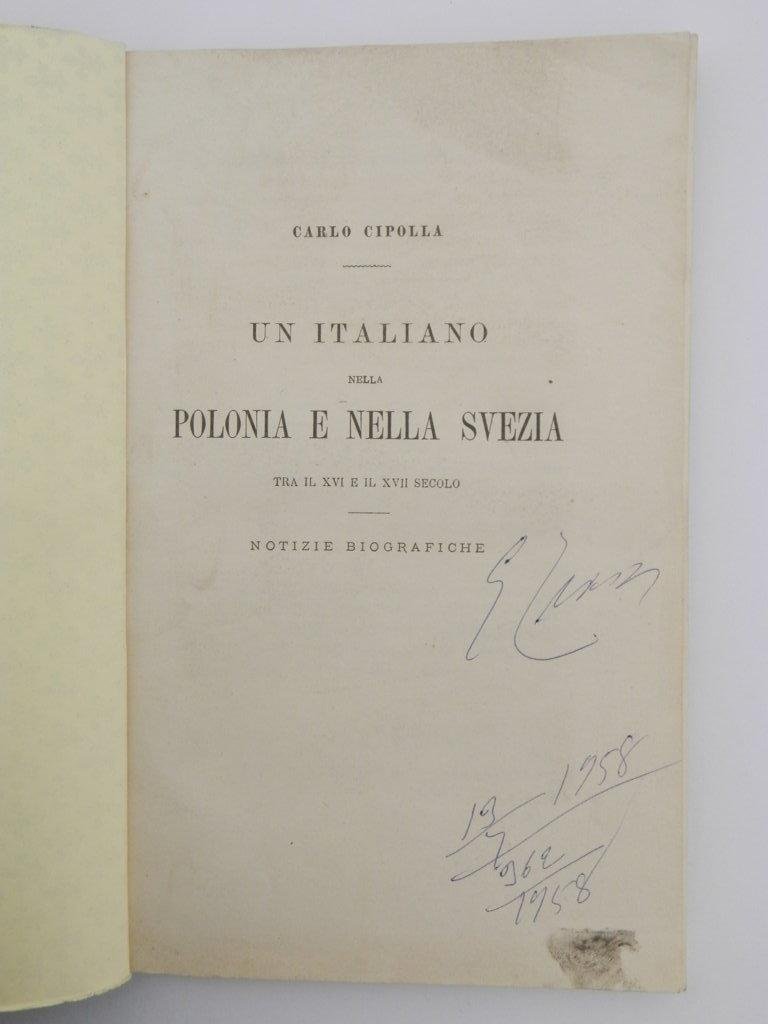 CARLO CIPOLLA
UN ITALIANO
NELLA
POLONIA E NELLA SVEZIA
TRA IL XVI E IL XVII SECOLO
NOTIZIE BIOGRAFICHE
1958
1958